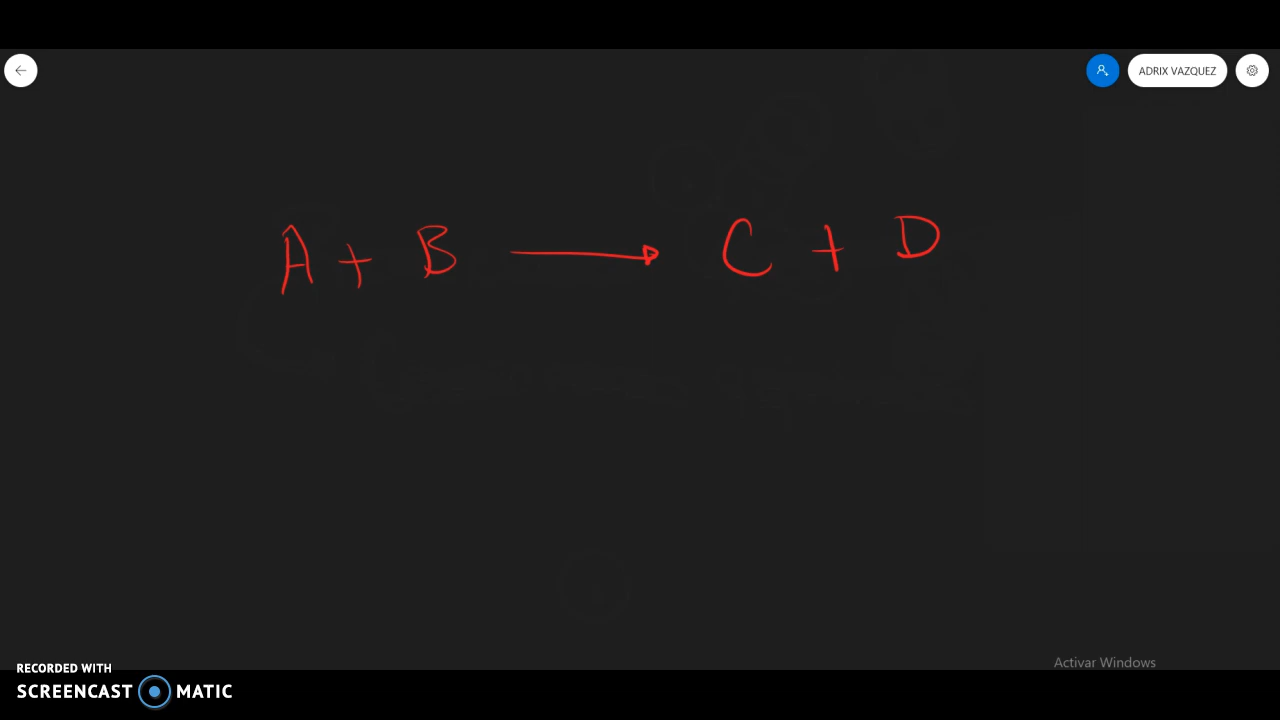 ADRIX VAZQUEZ
A + B → C + D
Activar Windows
RECORDED WITH
SCREENCAST MATIC